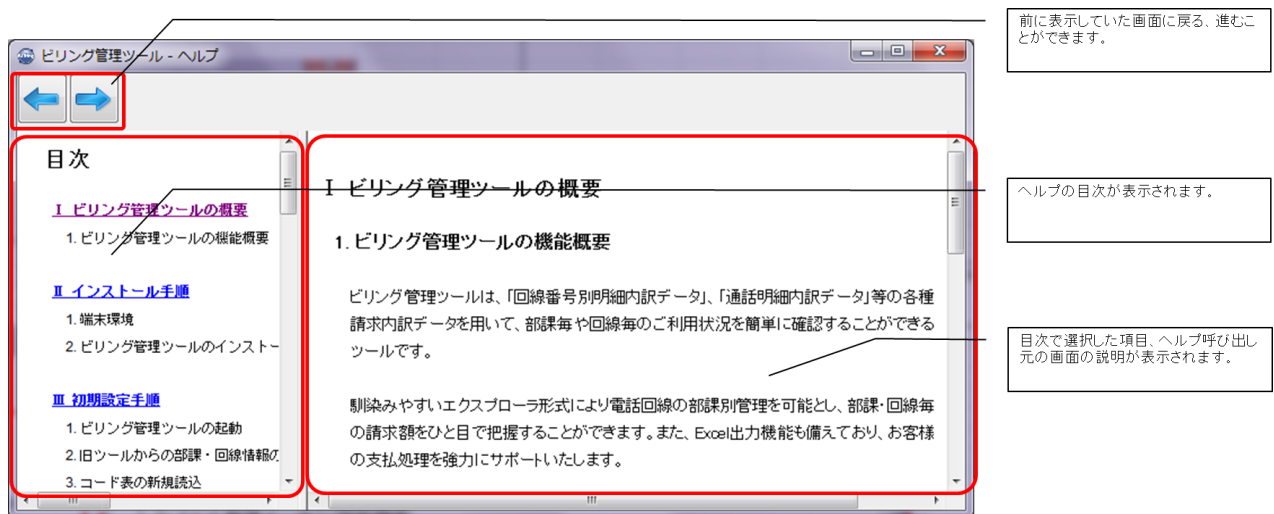 前に表示していた画面に戻る、進むこ
とができます。
ビリング管理ツール - ヘルプ
目次
Ⅰ ビリング管理ツールの概要
1. ビリング管理ツールの機能概要
Ⅱ インストール手順
1. 端末環境
2. ビリング管理ツールのインストー
Ⅲ 初期設定手順
1. ビリング管理ツールの起動
2. 旧ツールからの部課・回線情報の
3. コード表の新規読込
Ⅰ ビリング管理ツールの概要
1. ビリング管理ツールの機能概要
ビリング管理ツールは、「回線番号別明細内訳データ」、「通話明細内訳データ」等の各種
請求内訳データを用いて、部課毎や回線毎のご利用状況を簡単に確認することができる
ツールです。
馴染みやすいエクスプローラ形式により電話回線の部課別管理を可能とし、部課・回線毎
の請求額をひと目で把握することができます。また、Excel出力機能も備えており、お客様
の支払処理を強力にサポートいたします。
ヘルプの目次が表示されます。
目次で選択した項目、ヘルプ呼び出し
元の画面の説明が表示されます。